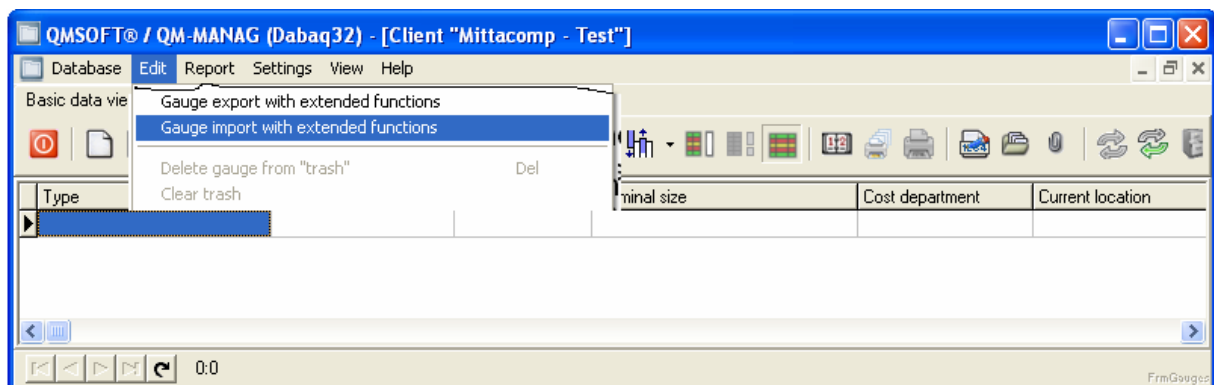 QMSOFT® / QM-MANAG (Dabaq32) - [Client "Mittacomp - Test"]
Database Edit Report Settings View Help
Basic data vie
Gauge export with extended functions
Gauge import with extended functions
Delete gauge from "trash" Del
Clear trash
Type minal size Cost department Current location
0:0
FrmGauges